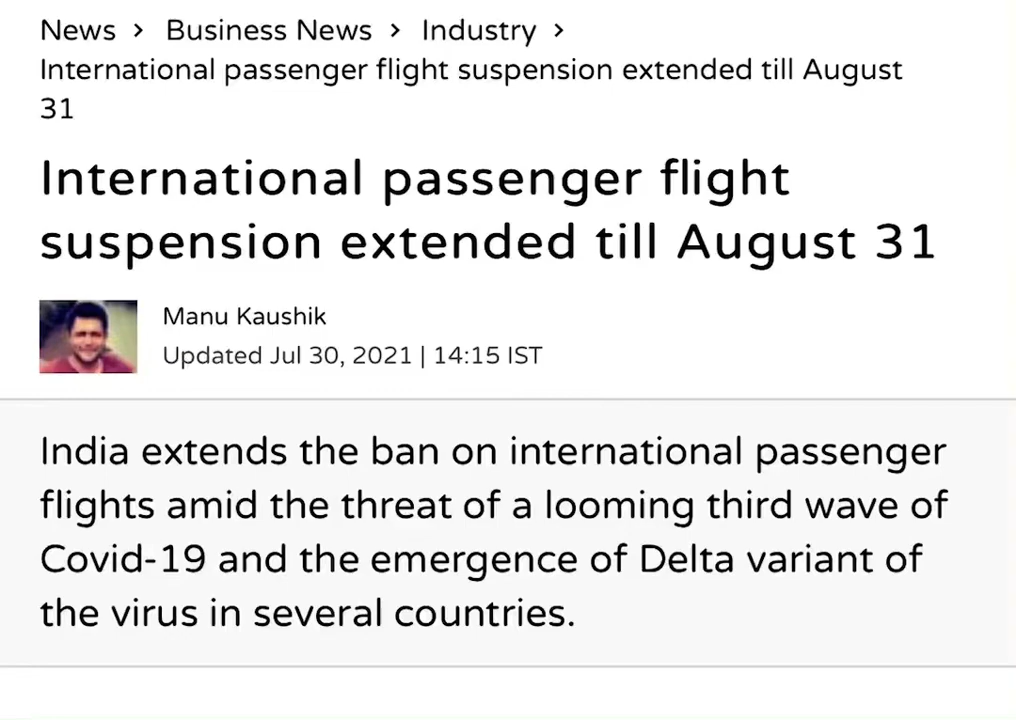 News > Business News > Industry >
International passenger flight suspension extended till August
31
International passenger flight
suspension extended till August 31
Manu Kaushik
Updated Jul 30, 2021 | 14:15 IST
India extends the ban on international passenger
flights amid the threat of a looming third wave of
Covid-19 and the emergence of Delta variant of
the virus in several countries.